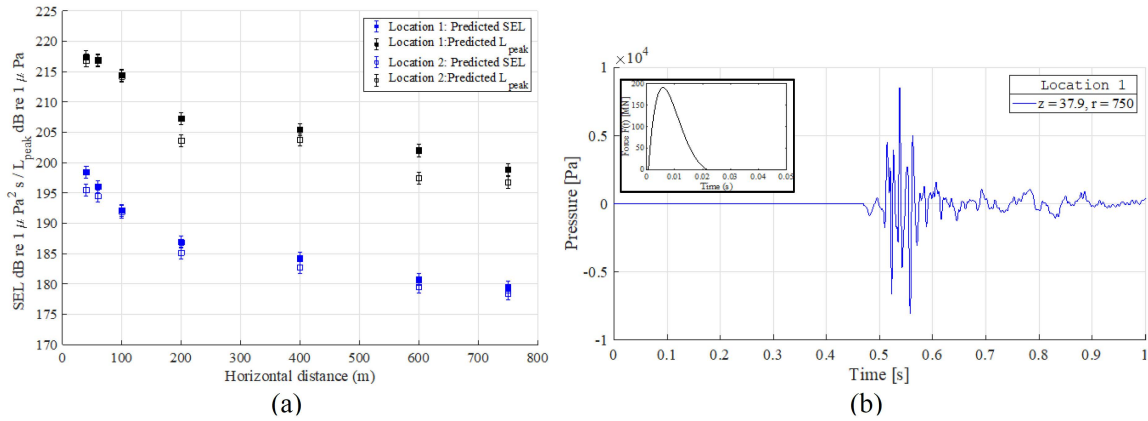 225
220
215
210
205
200
195
190
185
180
175
170
SEL dB re 1 μ Pa² s / L_peak dB re 1 μ Pa
0 100 200 300 400 500 600 700 800
Horizontal distance (m)
Location 1: Predicted SEL
Location 1:Predicted L_peak
Location 2: Predicted SEL
Location 2:Predicted L_peak
(a)
×10⁴
1
0.5
0
-0.5
-1
Pressure [Pa]
0 0.1 0.2 0.3 0.4 0.5 0.6 0.7 0.8 0.9 1
Time [s]
200
150
100
50
0
Force F(t) [MN]
0 0.01 0.02 0.03 0.04 0.05
Time (s)
Location 1
z = 37.9, r = 750
(b)